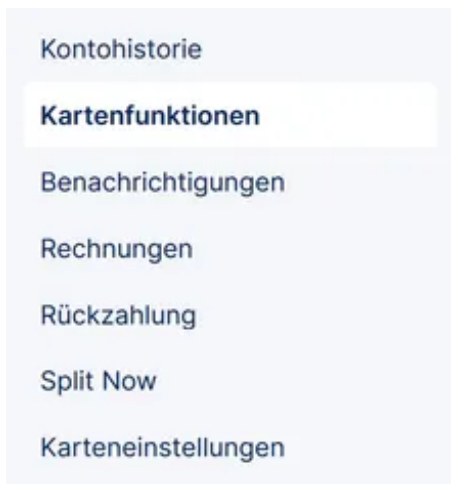 Kontohistorie
Kartenfunktionen
Benachrichtigungen
Rechnungen
Rückzahlung
Split Now
Karteneinstellungen